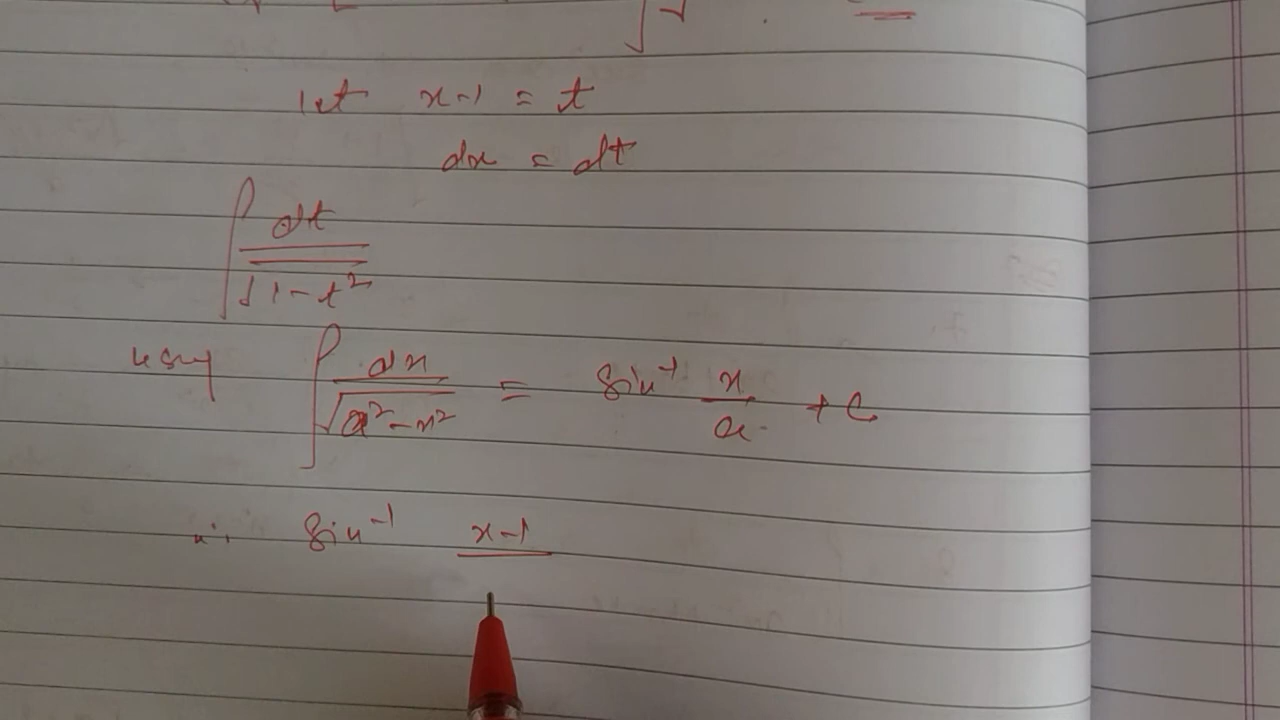 let x-1 = t
dx = dt
∫ dt / √1-t²
using ∫ dx / √a²-x² = Sin⁻¹ x/a + C
Sin⁻¹ x-1